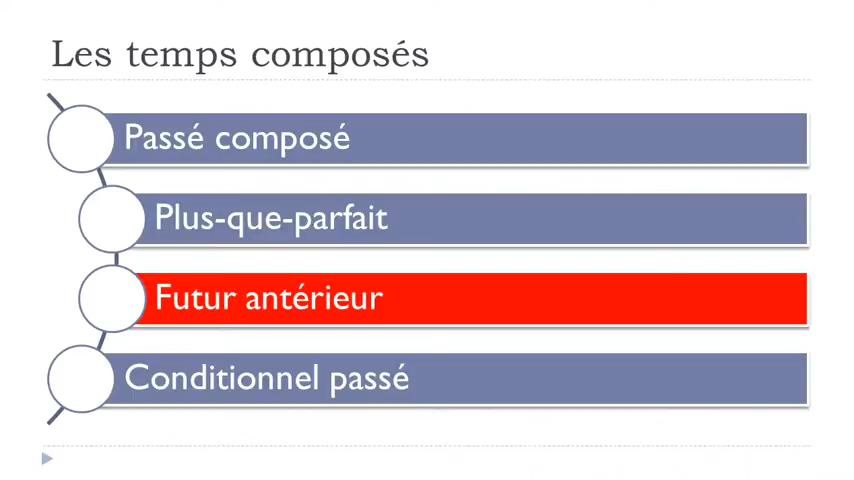 Les temps composés
Passé composé
Plus-que-parfait
Futur antérieur
Conditionnel passé